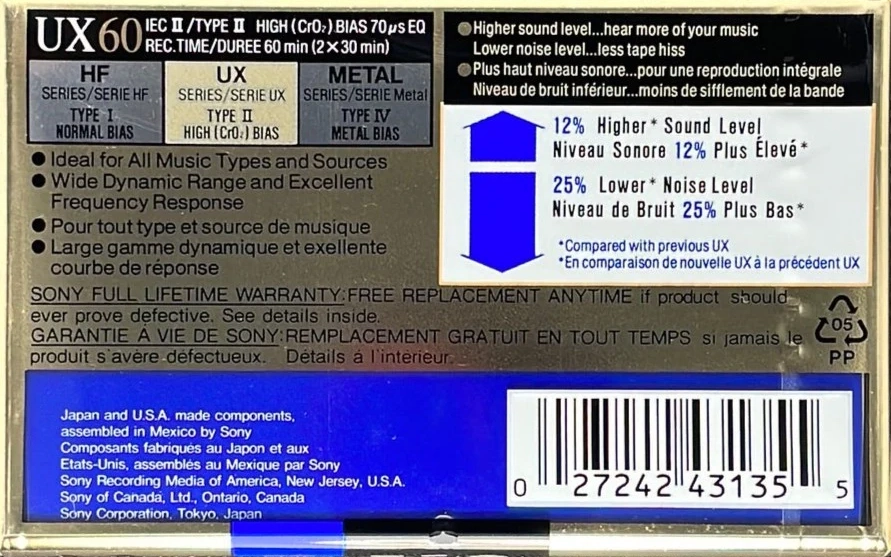 UX60 IEC II/TYPE II HIGH (CrO₂) BIAS 70μs EQ
REC.TIME/DUREE 60 min (2×30 min)
HF
SERIES/SERIE HF
TYPE I
NORMAL BIAS
UX
SERIES/SERIE UX
TYPE II
HIGH (CrO₂) BIAS
METAL
SERIES/SERIE Metal
TYPE IV
METAL BIAS
● Ideal for All Music Types and Sources
● Wide Dynamic Range and Excellent
Frequency Response
● Pour tout type et source de musique
● Large gamme dynamique et exellente
courbe de réponse
● Higher sound level...hear more of your music
Lower noise level...less tape hiss
● Plus haut niveau sonore...pour une reproduction intégrale
Niveau de bruit inférieur...moins de sifflement de la bande
12% Higher* Sound Level
Niveau Sonore 12% Plus Élevé*
25% Lower* Noise Level
Niveau de Bruit 25% Plus Bas*
*Compared with previous UX
*En comparaison de nouvelle UX à la précédent UX
SONY FULL LIFETIME WARRANTY:FREE REPLACEMENT ANYTIME if product should
ever prove defective. See details inside.
GARANTIE À VIE DE SONY:REMPLACEMENT GRATUIT EN TOUT TEMPS si jamais le
produit s'avère défectueux. Détails á l'intérieur.
05
PP
Japan and U.S.A. made components,
assembled in Mexico by Sony
Composants fabriqués au Japon et aux
Etats-Unis, assemblés au Mexique par Sony
Sony Recording Media of America, New Jersey, U.S.A.
Sony of Canada, Ltd., Ontario, Canada
Sony Corporation, Tokyo, Japan
0 27242 43135 5